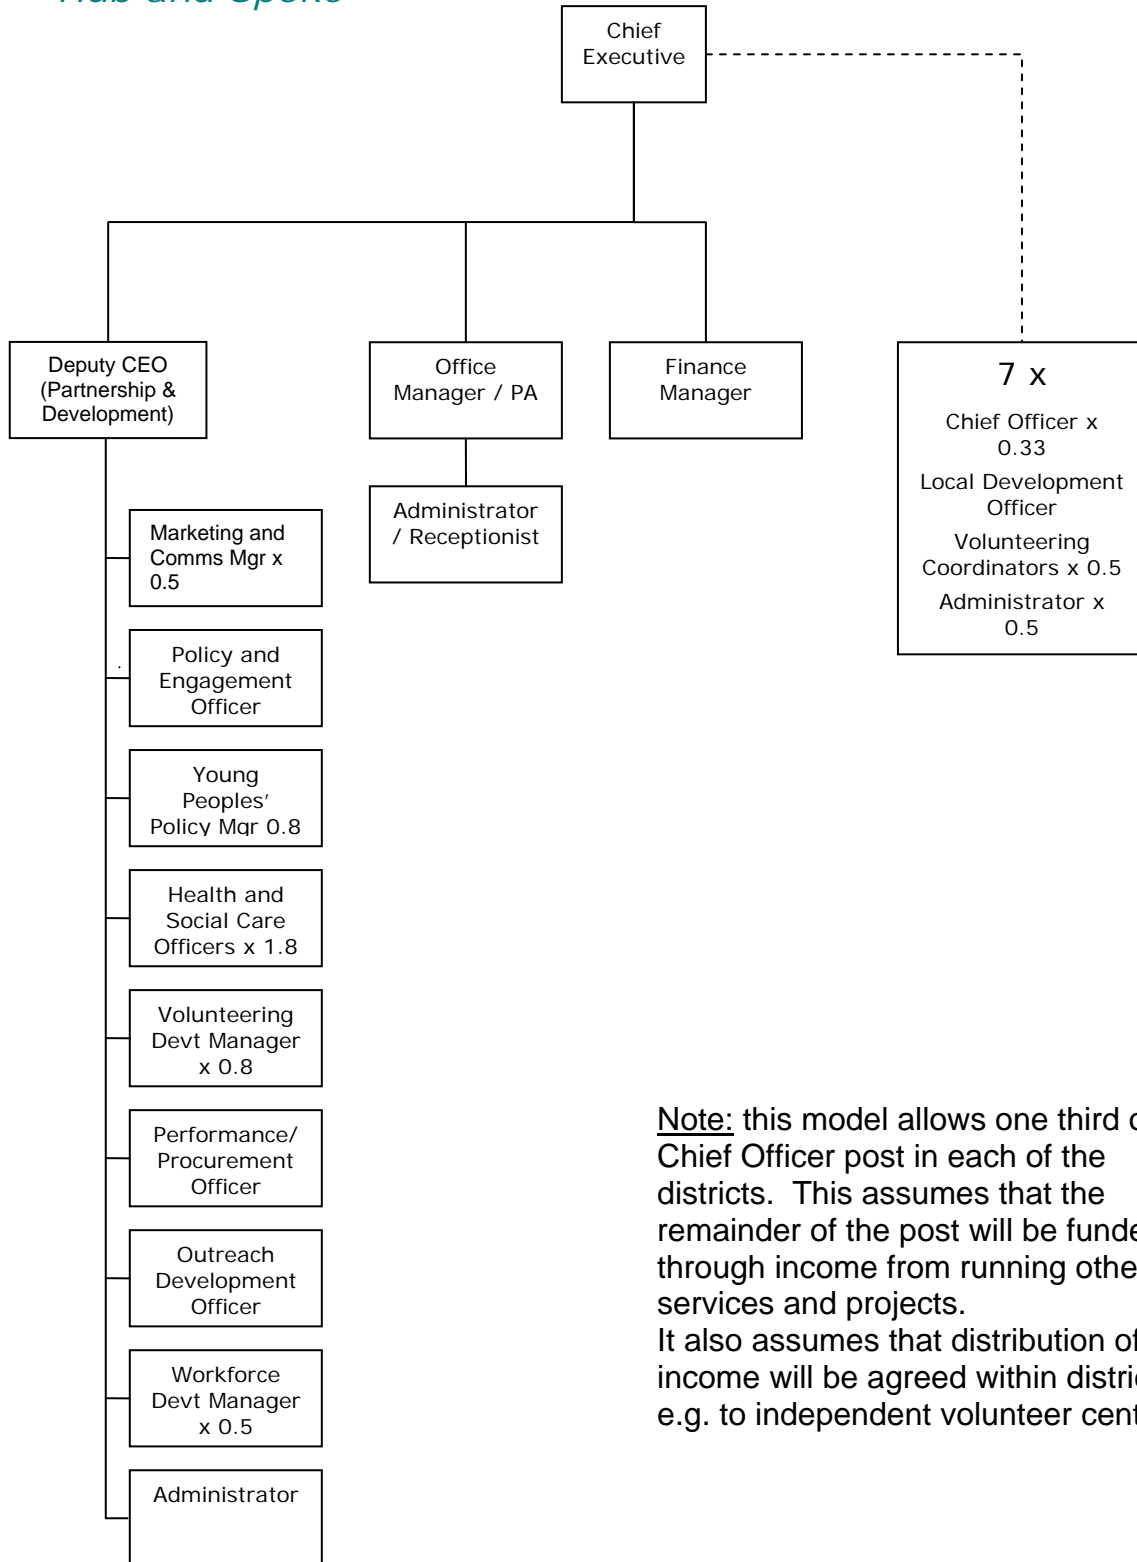 Hub and Spoke
Chief
Executive
Deputy CEO
(Partnership &
Development)
Office
Manager / PA
Finance
Manager
7 x
Chief Officer x
0.33
Local Development
Officer
Volunteering
Coordinators x 0.5
Administrator x
0.5
Administrator
/ Receptionist
Marketing and
Comms Mgr x
0.5
.
Policy and
Engagement
Officer
Young
Peoples’
Policy Mgr 0.8
Health and
Social Care
Officers x 1.8
Volunteering
Devt Manager
x 0.8
Performance/
Procurement
Officer
Outreach
Development
Officer
Workforce
Devt Manager
x 0.5
Administrator
Note: this model allows one third
Chief Officer post in each of the
districts.  This assumes that the
remainder of the post will be
through income from running
services and projects.
It also assumes that distribution of
income will be agreed within
e.g. to independent volunteer